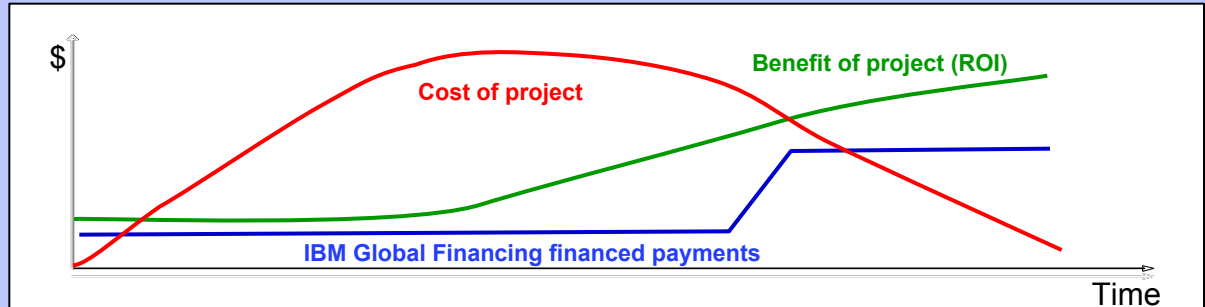 $
Benefit of project (ROI)
Cost of project
IBM Global Financing financed payments
Time